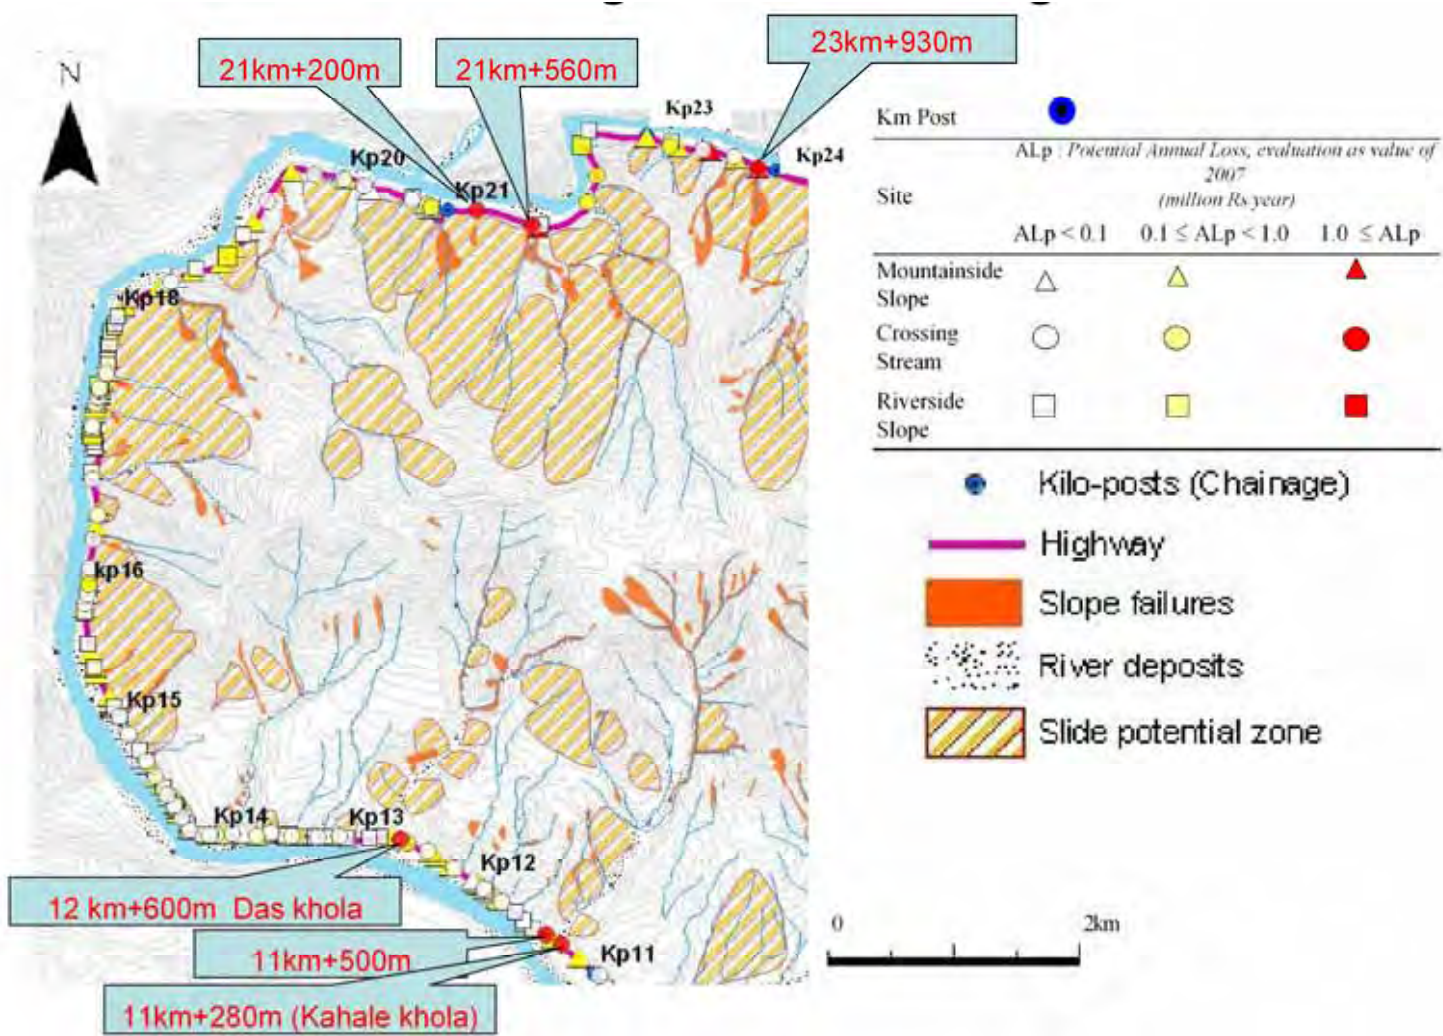 23km+930m
21km+200m
21km+560m
N
Kp23
Kp20
Kp24
Kp21
Kp18
kp16
Kp15
Kp14
Kp13
Kp12
Kp11
12 km+600m Das khola
11km+500m
11km+280m (Kahale khola)
Km Post
Site
ALp : Potential Annual Loss, evaluation as value of
2007
(million Rs year)
ALp < 0.1 0.1 ≤ ALp < 1.0 1.0 ≤ ALp
Mountainside
Slope
Crossing
Stream
Riverside
Slope
Kilo-posts (Chainage)
Highway
Slope failures
River deposits
Slide potential zone
0 2km